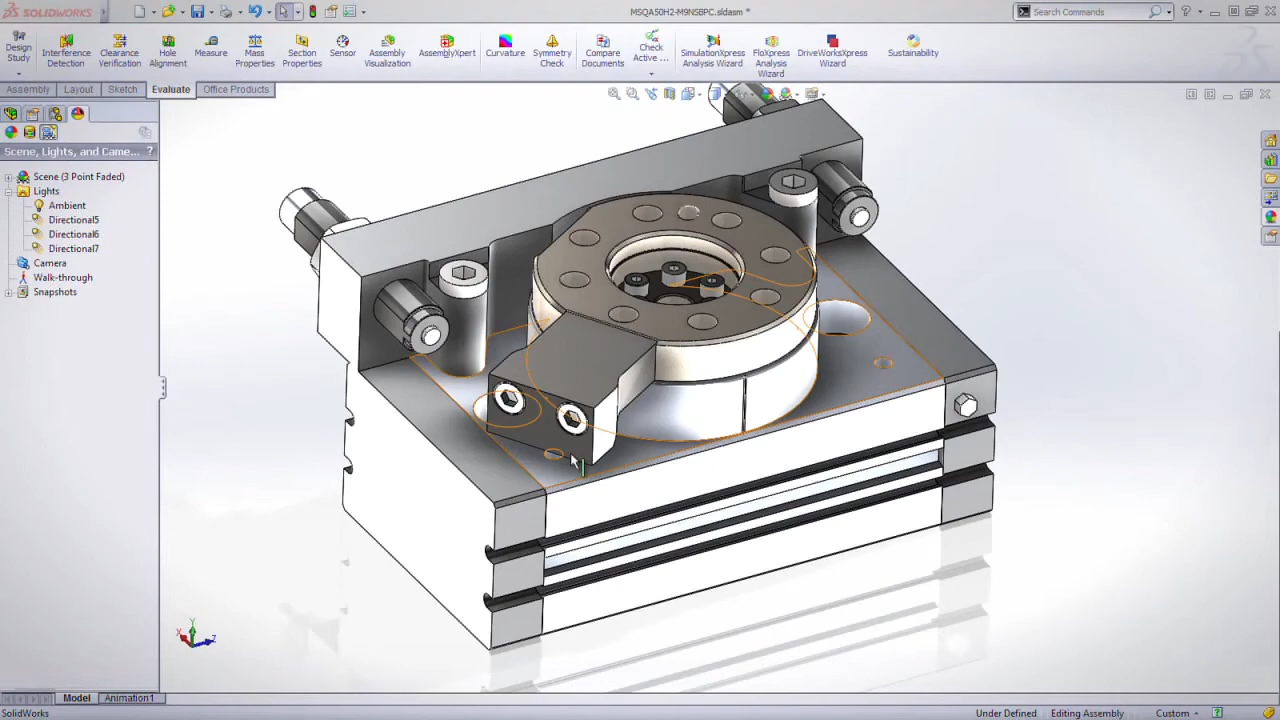 SOLIDWORKS
MSQA50H2-M9NSBPC.sldasm *
Search Commands
Design Study
Interference Detection
Clearance Verification
Hole Alignment
Measure
Mass Properties
Section Properties
Sensor
Assembly Visualization
AssemblyXpert
Curvature
Symmetry Check
Compare Documents
Check Active ...
SimulationXpress Analysis Wizard
FloXpress Analysis Wizard
DriveWorksXpress Wizard
Sustainability
Assembly
Layout
Sketch
Evaluate
Office Products
Scene, Lights, and Came... ?
Scene (3 Point Faded)
Lights
Ambient
Directional5
Directional6
Directional7
Camera
Walk-through
Snapshots
Y
X
Z
Model
Animation1
SolidWorks
Under Defined
Editing Assembly
Custom